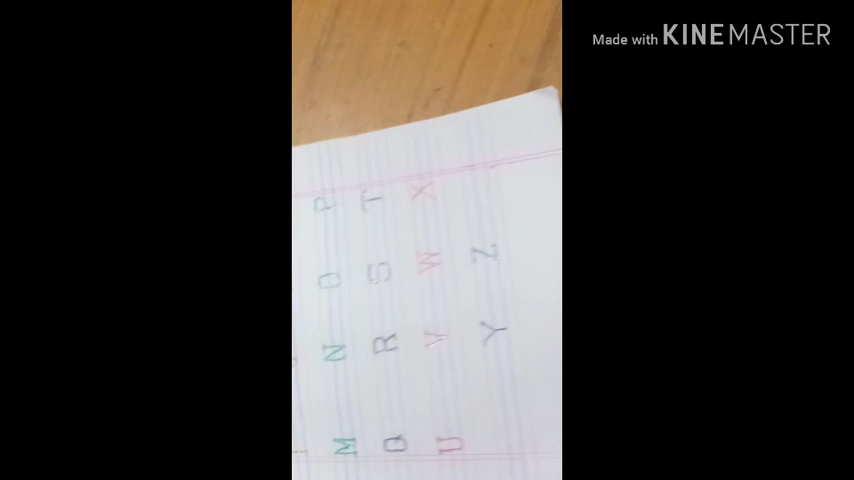 Made with KINEMASTER
M N O P
Q R S T
U V W X
Y Z